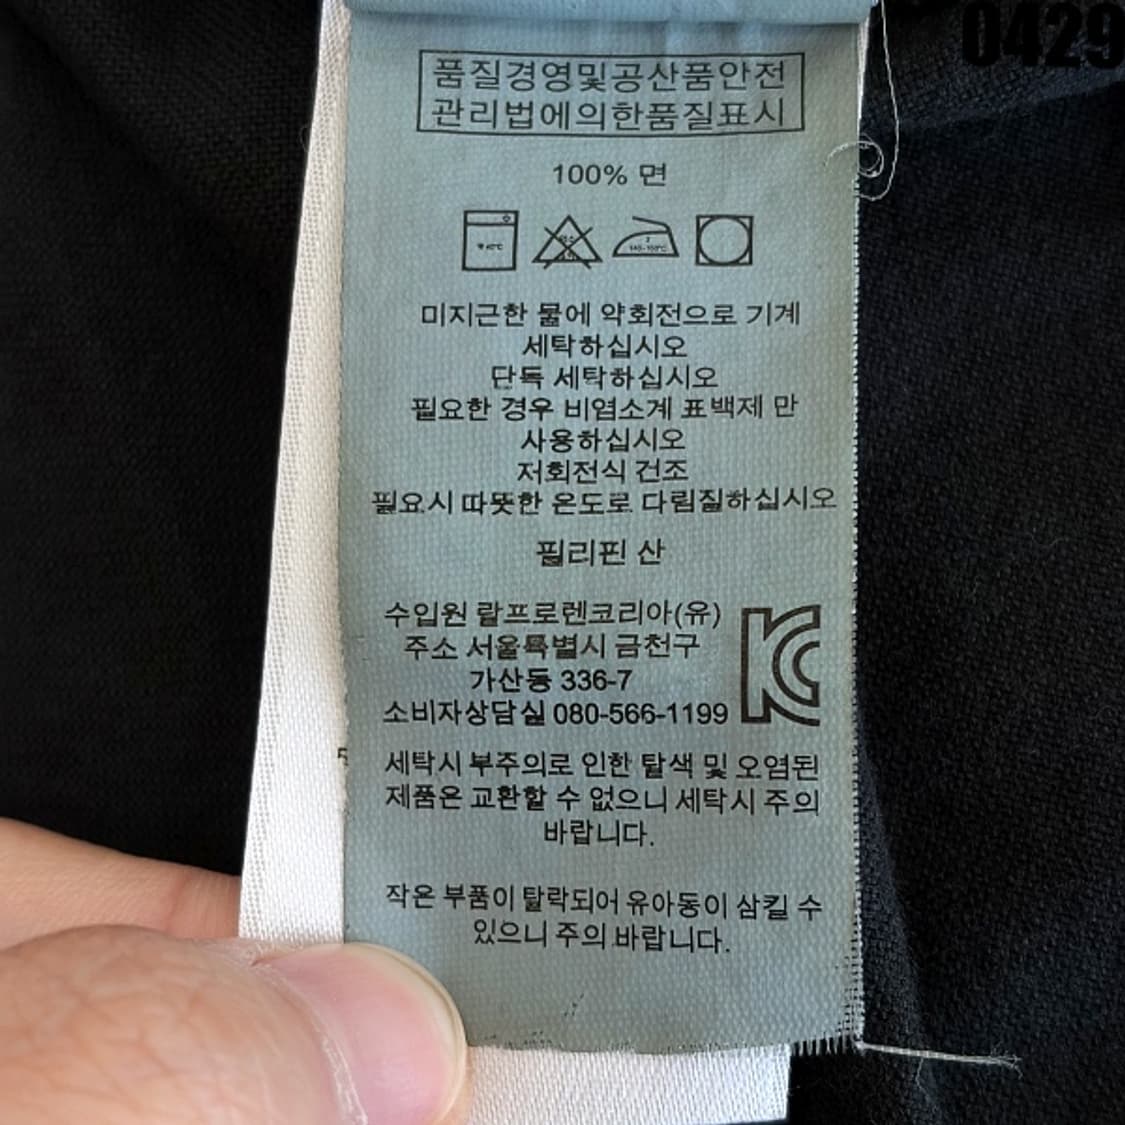 0429
품질경영및공산품안전
관리법에의한품질표시
100% 면
미지근한 물에 약회전으로 기계
세탁하십시오
단독 세탁하십시오
필요한 경우 비염소계 표백제 만
사용하십시오
저회전식 건조
필요시 따뜻한 온도로 다림질하십시오
필리핀 산
수입원 랄프로렌코리아(유)
주소 서울특별시 금천구
가산동 336-7
소비자상담실 080-566-1199
세탁시 부주의로 인한 탈색 및 오염된
제품은 교환할 수 없으니 세탁시 주의
바랍니다.
작은 부품이 탈락되어 유아동이 삼킬 수
있으니 주의 바랍니다.